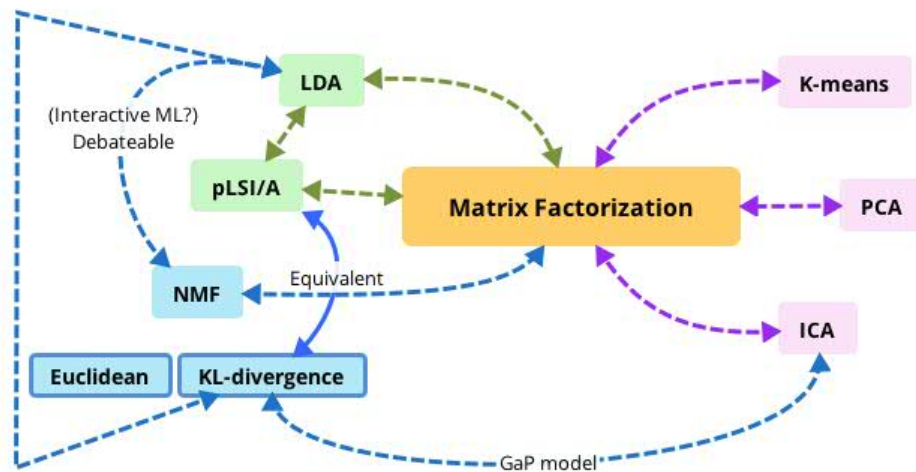 LDA
K-means
(Interactive ML?)
Debateable
pLSI/A
Matrix Factorization
PCA
Equivalent
NMF
ICA
Euclidean
KL-divergence
GaP model